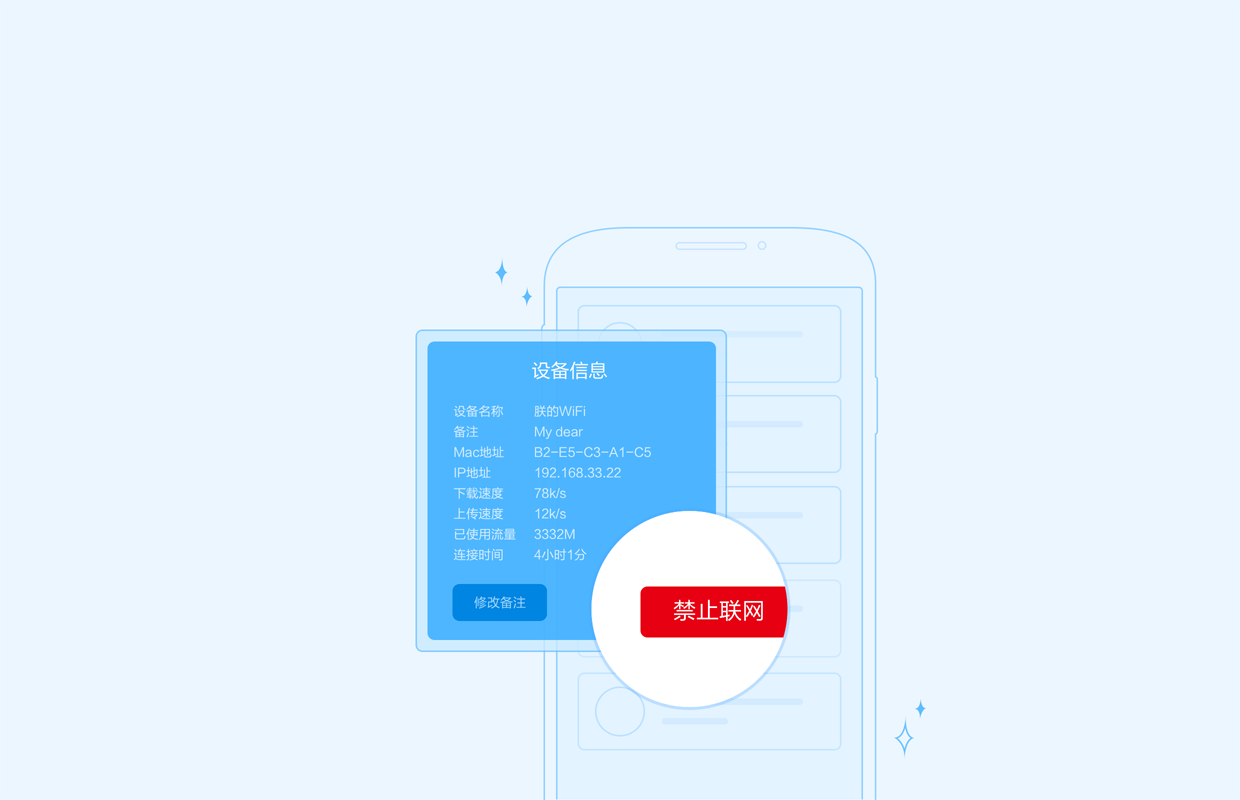 设备信息
设备名称 朕的WiFi
备注 My dear
Mac地址 B2-E5-C3-A1-C5
IP地址 192.168.33.22
下载速度 78k/s
上传速度 12k/s
已使用流量 3332M
连接时间 4小时1分
修改备注
禁止联网